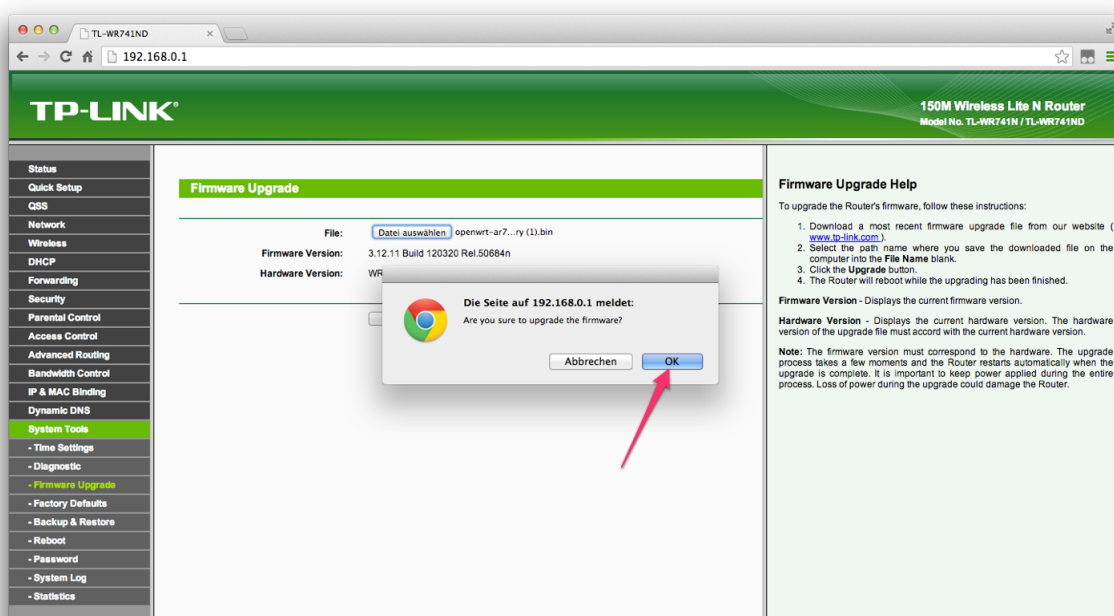 TL-WR741ND
192.168.0.1
TP-LINK®
150M Wireless Lite N Router
Model No. TL-WR741N / TL-WR741ND
Status
Quick Setup
QSS
Network
Wireless
DHCP
Forwarding
Security
Parental Control
Access Control
Advanced Routing
Bandwidth Control
IP & MAC Binding
Dynamic DNS
System Tools
- Time Settings
- Diagnostic
- Firmware Upgrade
- Factory Defaults
- Backup & Restore
- Reboot
- Password
- System Log
- Statistics
Firmware Upgrade
File: Datei auswählen openwrt-ar7...ry (1).bin
Firmware Version: 3.12.11 Build 120320 Rel.50684n
Hardware Version: WR
Die Seite auf 192.168.0.1 meldet:
Are you sure to upgrade the firmware?
Abbrechen OK
Firmware Upgrade Help
To upgrade the Router's firmware, follow these instructions:
1. Download a most recent firmware upgrade file from our website (
www.tp-link.com ).
2. Select the path name where you save the downloaded file on the
computer into the File Name blank.
3. Click the Upgrade button.
4. The Router will reboot while the upgrading has been finished.
Firmware Version - Displays the current firmware version.
Hardware Version - Displays the current hardware version. The hardware
version of the upgrade file must accord with the current hardware version.
Note: The firmware version must correspond to the hardware. The upgrade
process takes a few moments and the Router restarts automatically when the
upgrade is complete. It is important to keep power applied during the entire
process. Loss of power during the upgrade could damage the Router.